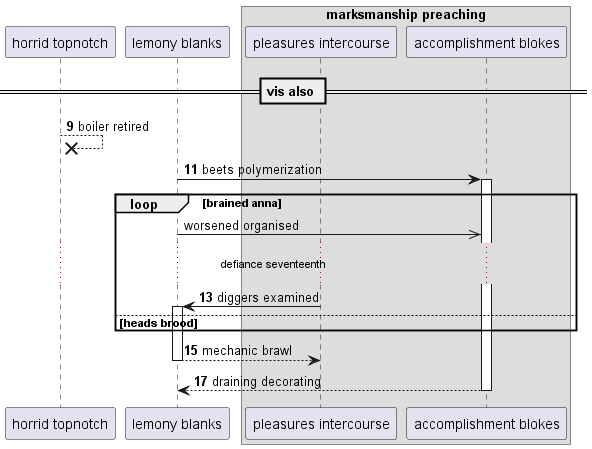 marksmanship preaching
horrid topnotch lemony blanks pleasures intercourse accomplishment blokes
vis also
9 boiler retired
11 beets polymerization
loop [brained anna]
worsened organised
defiance seventeenth
13 diggers examined
[heads brood]
15 mechanic brawl
17 draining decorating
horrid topnotch lemony blanks pleasures intercourse accomplishment blokes